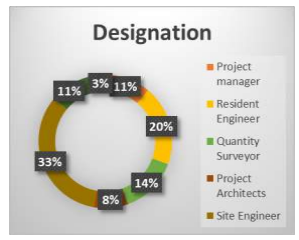 Designation
11%
3%
11%
20%
14%
8%
33%
Project
manager
Resident
Engineer
Quantity
Surveyor
Project
Architects
Site Engineer